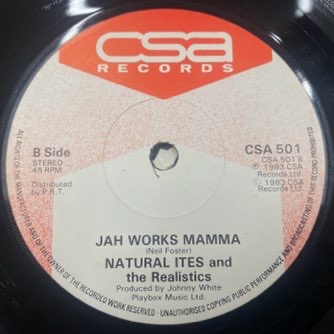 csa
RECORDS
B Side
STEREO
45 RPM
Distributed
by P.R.T.
CSA 501
CSA 501 B
℗ 1983 CSA
Records Ltd.
© 1983 CSA
Records Ltd.
JAH WORKS MAMMA
(Neil Foster)
NATURAL ITES and
the Realistics
Produced by Johnny White
Playbox Music Ltd.
ALL RIGHTS OF THE MANUFACTURER AND OF THE OWNER OF THE RECORDED WORK RESERVED · UNAUTHORISED COPYING PUBLIC PERFORMANCE AND BROADCASTING OF THIS RECORD PROHIBITED